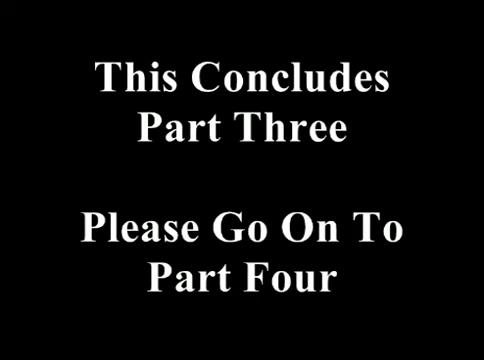 This Concludes
Part Three
Please Go On To
Part Four